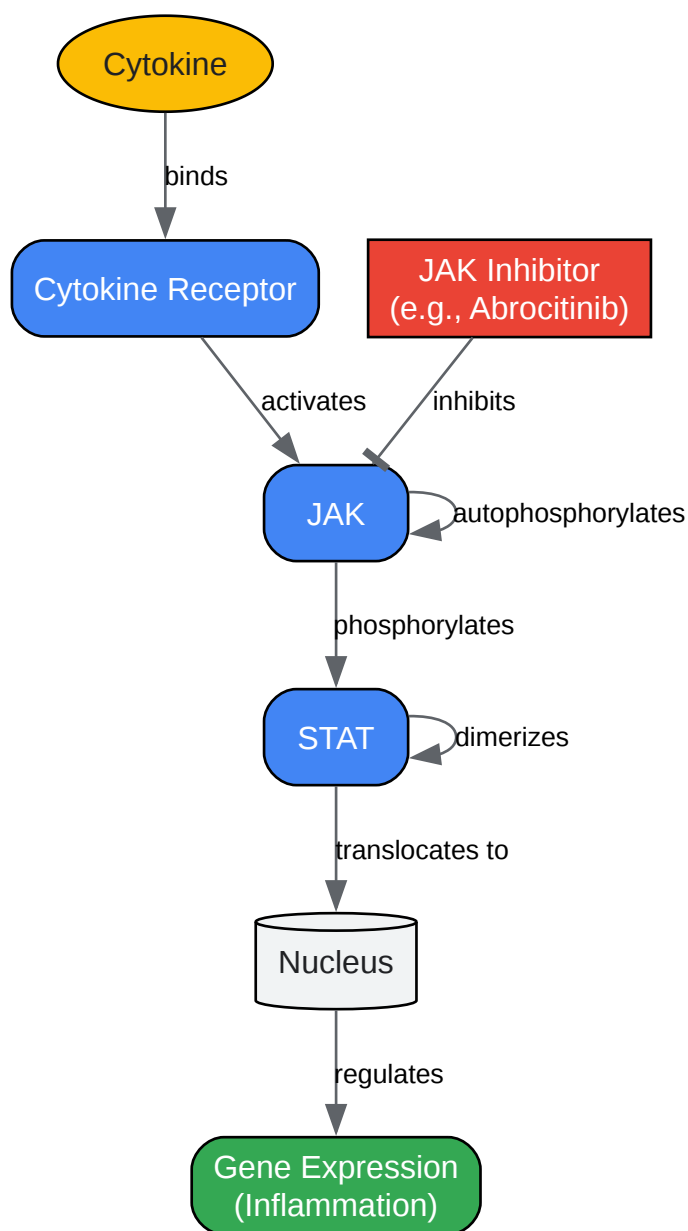 Cytokine
binds
Cytokine Receptor
JAK Inhibitor
(e.g., Abrocitinib)
activates
inhibits
JAK
autophosphorylates
phosphorylates
STAT
dimerizes
translocates to
Nucleus
regulates
Gene Expression
(Inflammation)